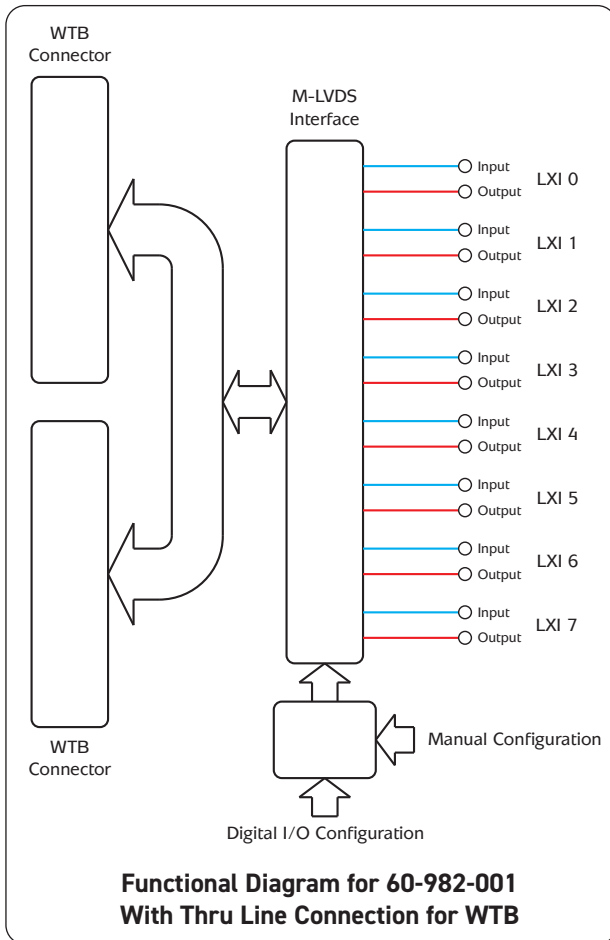 WTB
Connector
M-LVDS
Interface
Input
Output
LXI 0
Input
Output
LXI 1
Input
Output
LXI 2
Input
Output
LXI 3
Input
Output
LXI 4
Input
Output
LXI 5
Input
Output
LXI 6
Input
Output
LXI 7
WTB
Connector
Manual Configuration
Digital I/O Configuration
Functional Diagram for 60-982-001
With Thru Line Connection for WTB